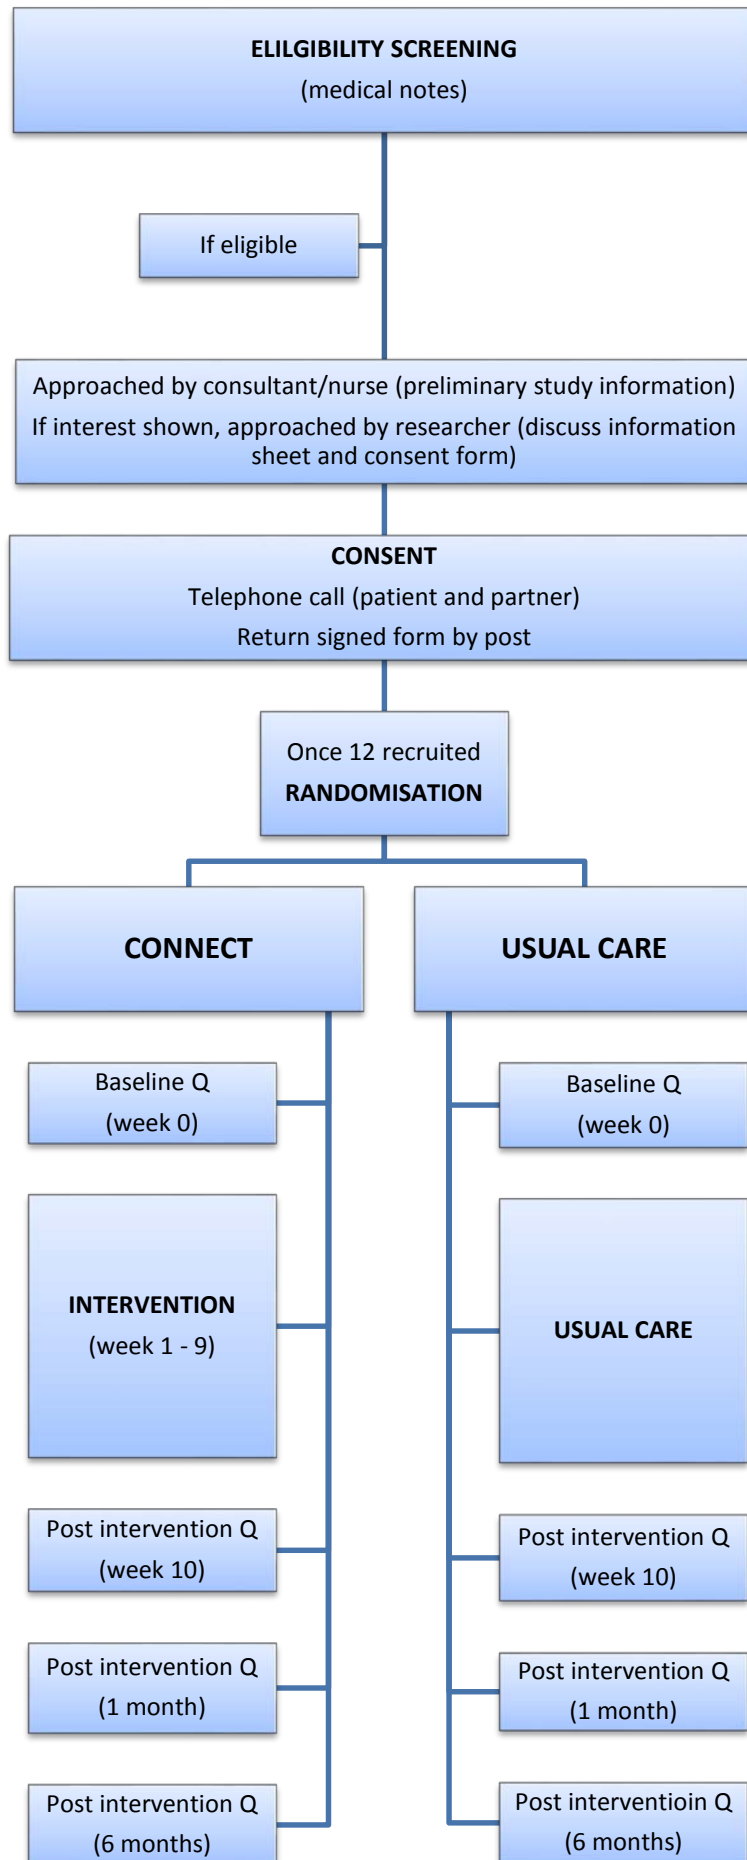 ELILGIBILITY SCREENING
(medical notes)
If eligible
Approached by consultant/nurse (preliminary study information)
If interest shown, approached by researcher (discuss information
sheet and consent form)
CONSENT
Telephone call (patient and partner)
Return signed form by post
Once 12 recruited
RANDOMISATION
CONNECT
USUAL CARE
Baseline Q
(week 0)
Baseline Q
(week 0)
INTERVENTION
(week 1 - 9)
USUAL CARE
Post intervention Q
(week 10)
Post intervention Q
(week 10)
Post intervention Q
(1 month)
Post intervention Q
(1 month)
Post intervention Q
(6 months)
Post interventioin Q
(6 months)